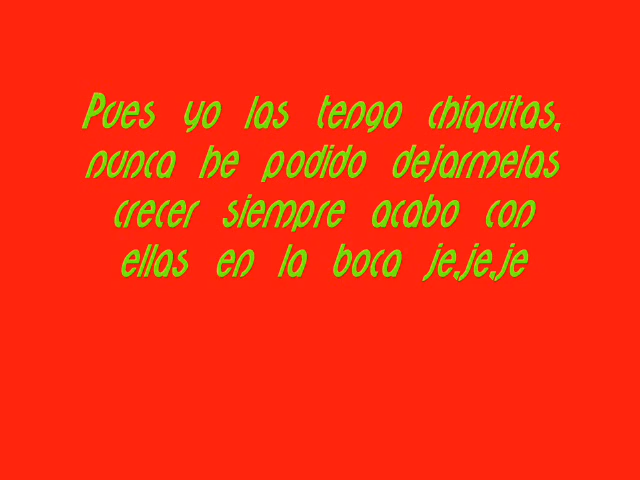 Pues yo las tengo chiquitas,
nunca he podido dejarmelas
crecer siempre acabo con
ellas en la boca je,je,je